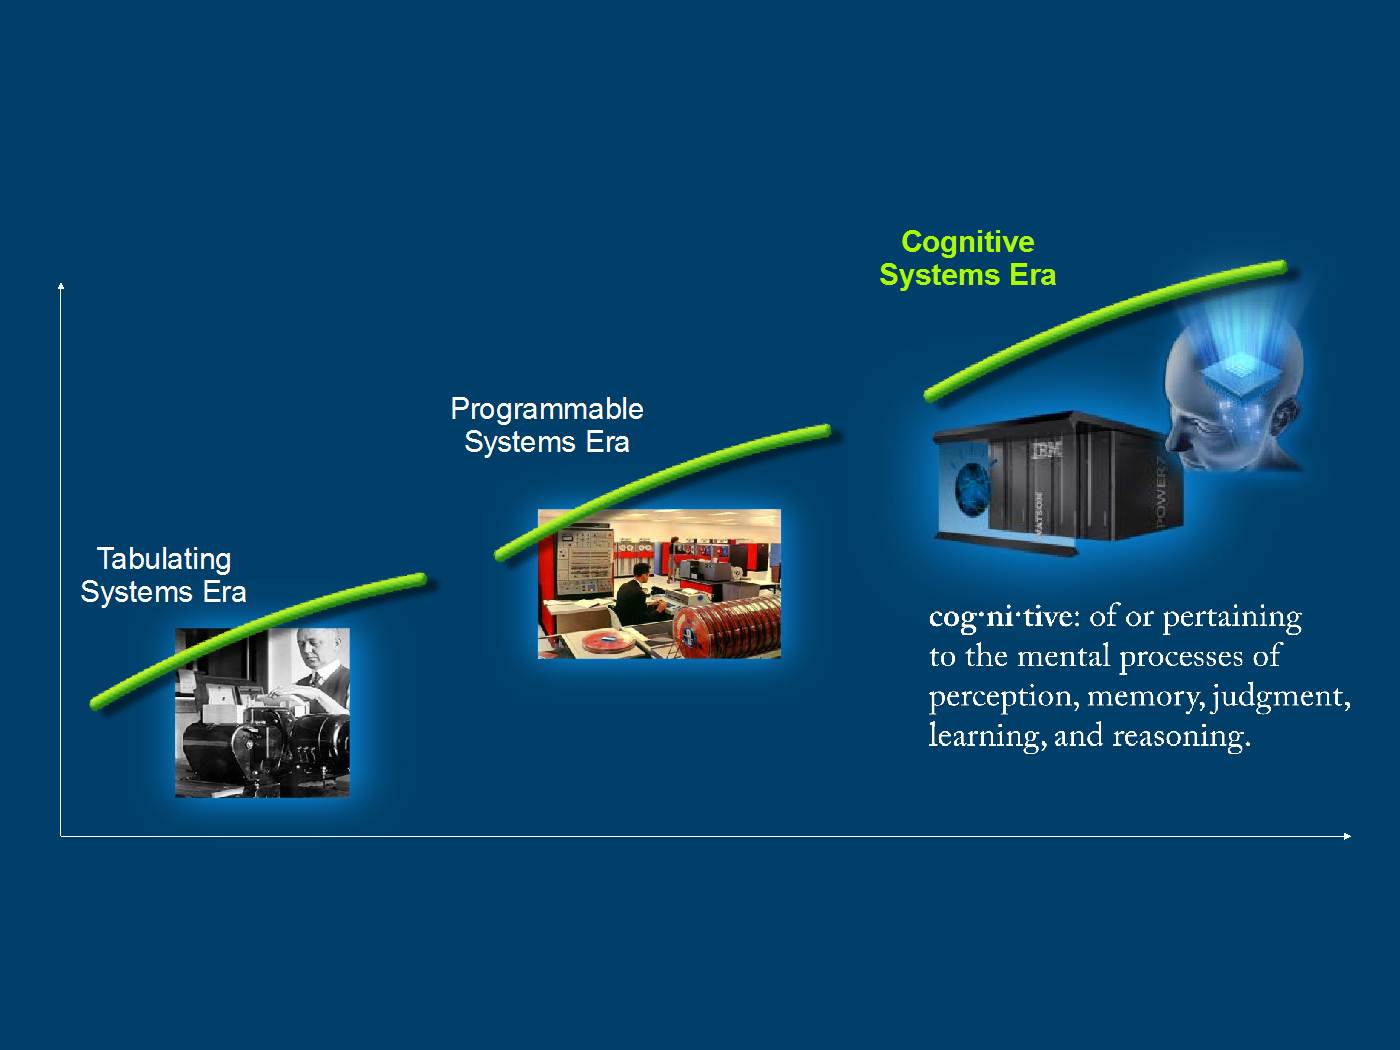 Cognitive
Systems Era
Programmable
Systems Era
Tabulating
Systems Era
IBM
WATSON
POWER7
cog·ni·tive: of or pertaining
to the mental processes of
perception, memory, judgment,
learning, and reasoning.